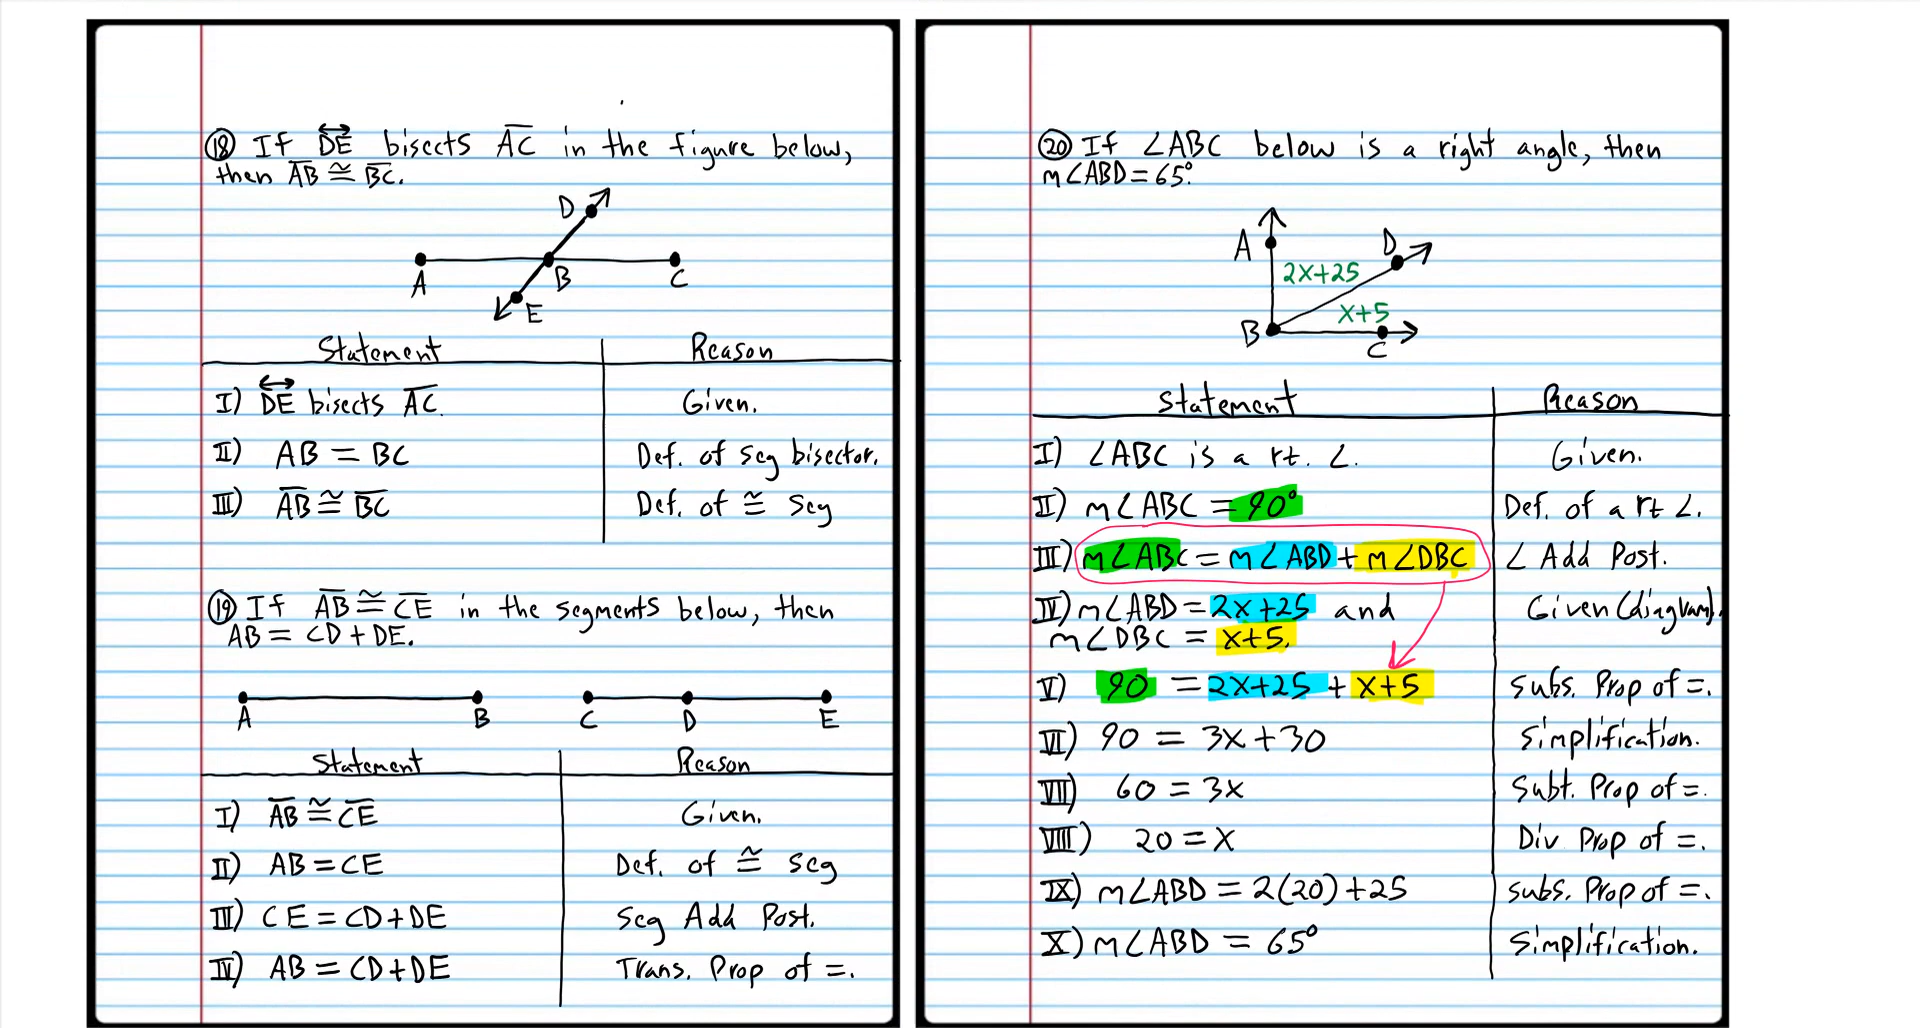 ⑱ If DE bisects AC in the figure below,
then AB ≅ BC.
D
A
B
C
E
Statement Reason
I) DE bisects AC. Given.
II) AB = BC Def. of seg bisector.
III) AB ≅ BC Def. of ≅ seg
⑲ If AB ≅ CE in the segments below, then
AB = CD + DE.
A B C D E
Statement Reason
I) AB ≅ CE Given.
II) AB = CE Def. of ≅ seg
III) CE = CD + DE Seg Add Post.
IV) AB = CD + DE Trans. Prop of =.
⑳ If ∠ABC below is a right angle, then
m∠ABD = 65°.
A D
2x+25
x+5
B
C
Statement Reason
I) ∠ABC is a rt. ∠. Given.
II) m∠ABC = 90° Def. of a rt ∠.
III) m∠ABC = m∠ABD + m∠DBC ∠ Add Post.
IV) m∠ABD = 2x+25 and Given (diagram).
m∠DBC = x+5.
V) 90 = 2x+25 + x+5 subs. Prop of =.
VI) 90 = 3x+30 Simplification.
VII) 60 = 3x Subt. Prop of =.
VIII) 20 = x Div Prop of =.
IX) m∠ABD = 2(20)+25 subs. Prop of =.
X) m∠ABD = 65° Simplification.